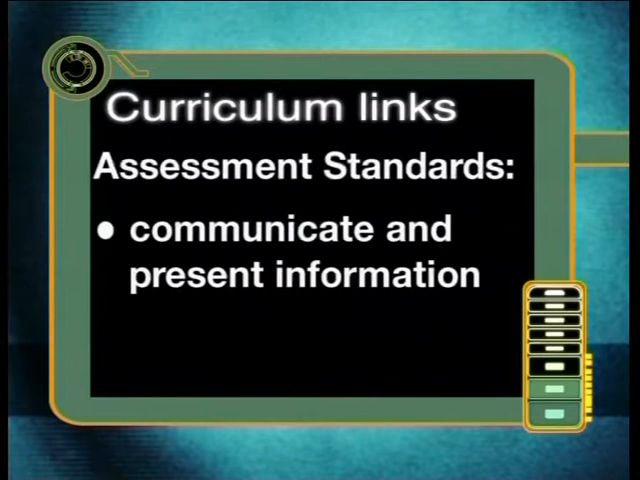 Curriculum links
Assessment Standards:
● communicate and
present information